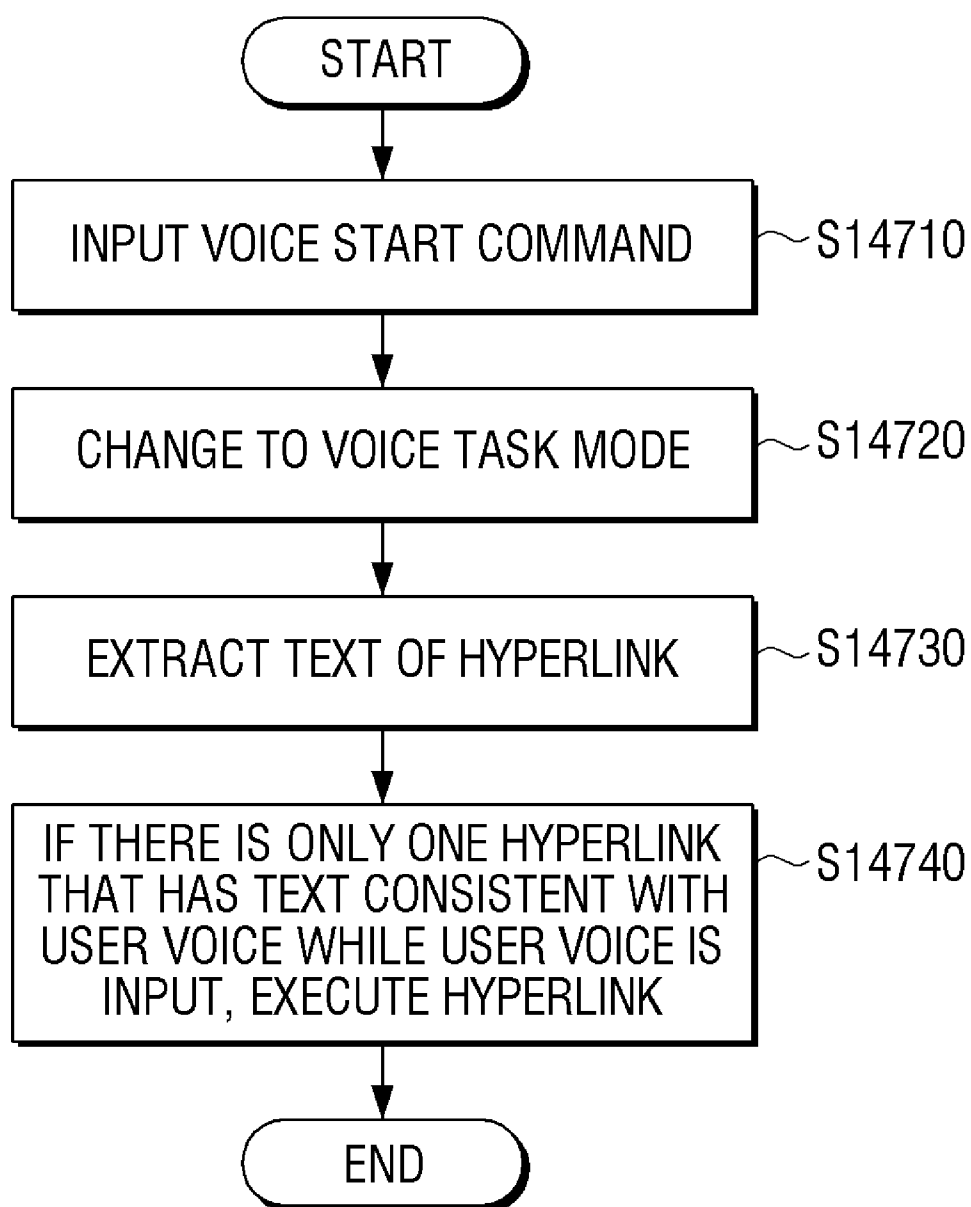 START
INPUT VOICE START COMMAND
S14710
CHANGE TO VOICE TASK MODE
S14720
EXTRACT TEXT OF HYPERLINK
S14730
IF THERE IS ONLY ONE HYPERLINK
THAT HAS TEXT CONSISTENT WITH
USER VOICE WHILE USER VOICE IS
INPUT, EXECUTE HYPERLINK
S14740
END